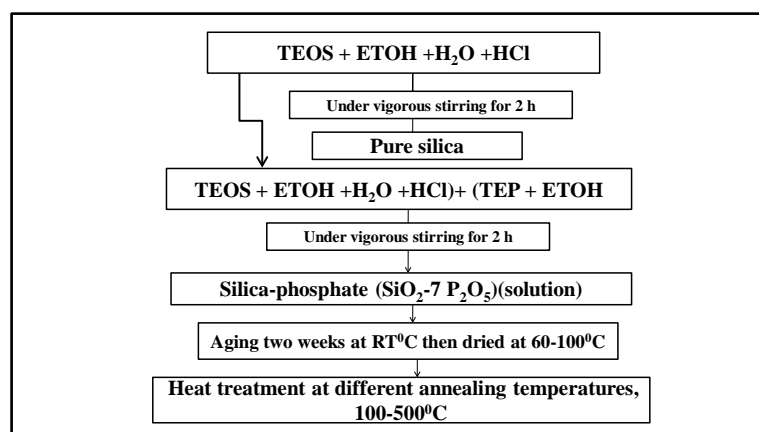 TEOS + ETOH +H₂O +HCl
Under vigorous stirring for 2 h
Pure silica
TEOS + ETOH +H₂O +HCl)+ (TEP + ETOH
Under vigorous stirring for 2 h
Silica-phosphate (SiO₂-7 P₂O₅)(solution)
Aging two weeks at RT⁰C then dried at 60-100⁰C
Heat treatment at different annealing temperatures,
100-500⁰C